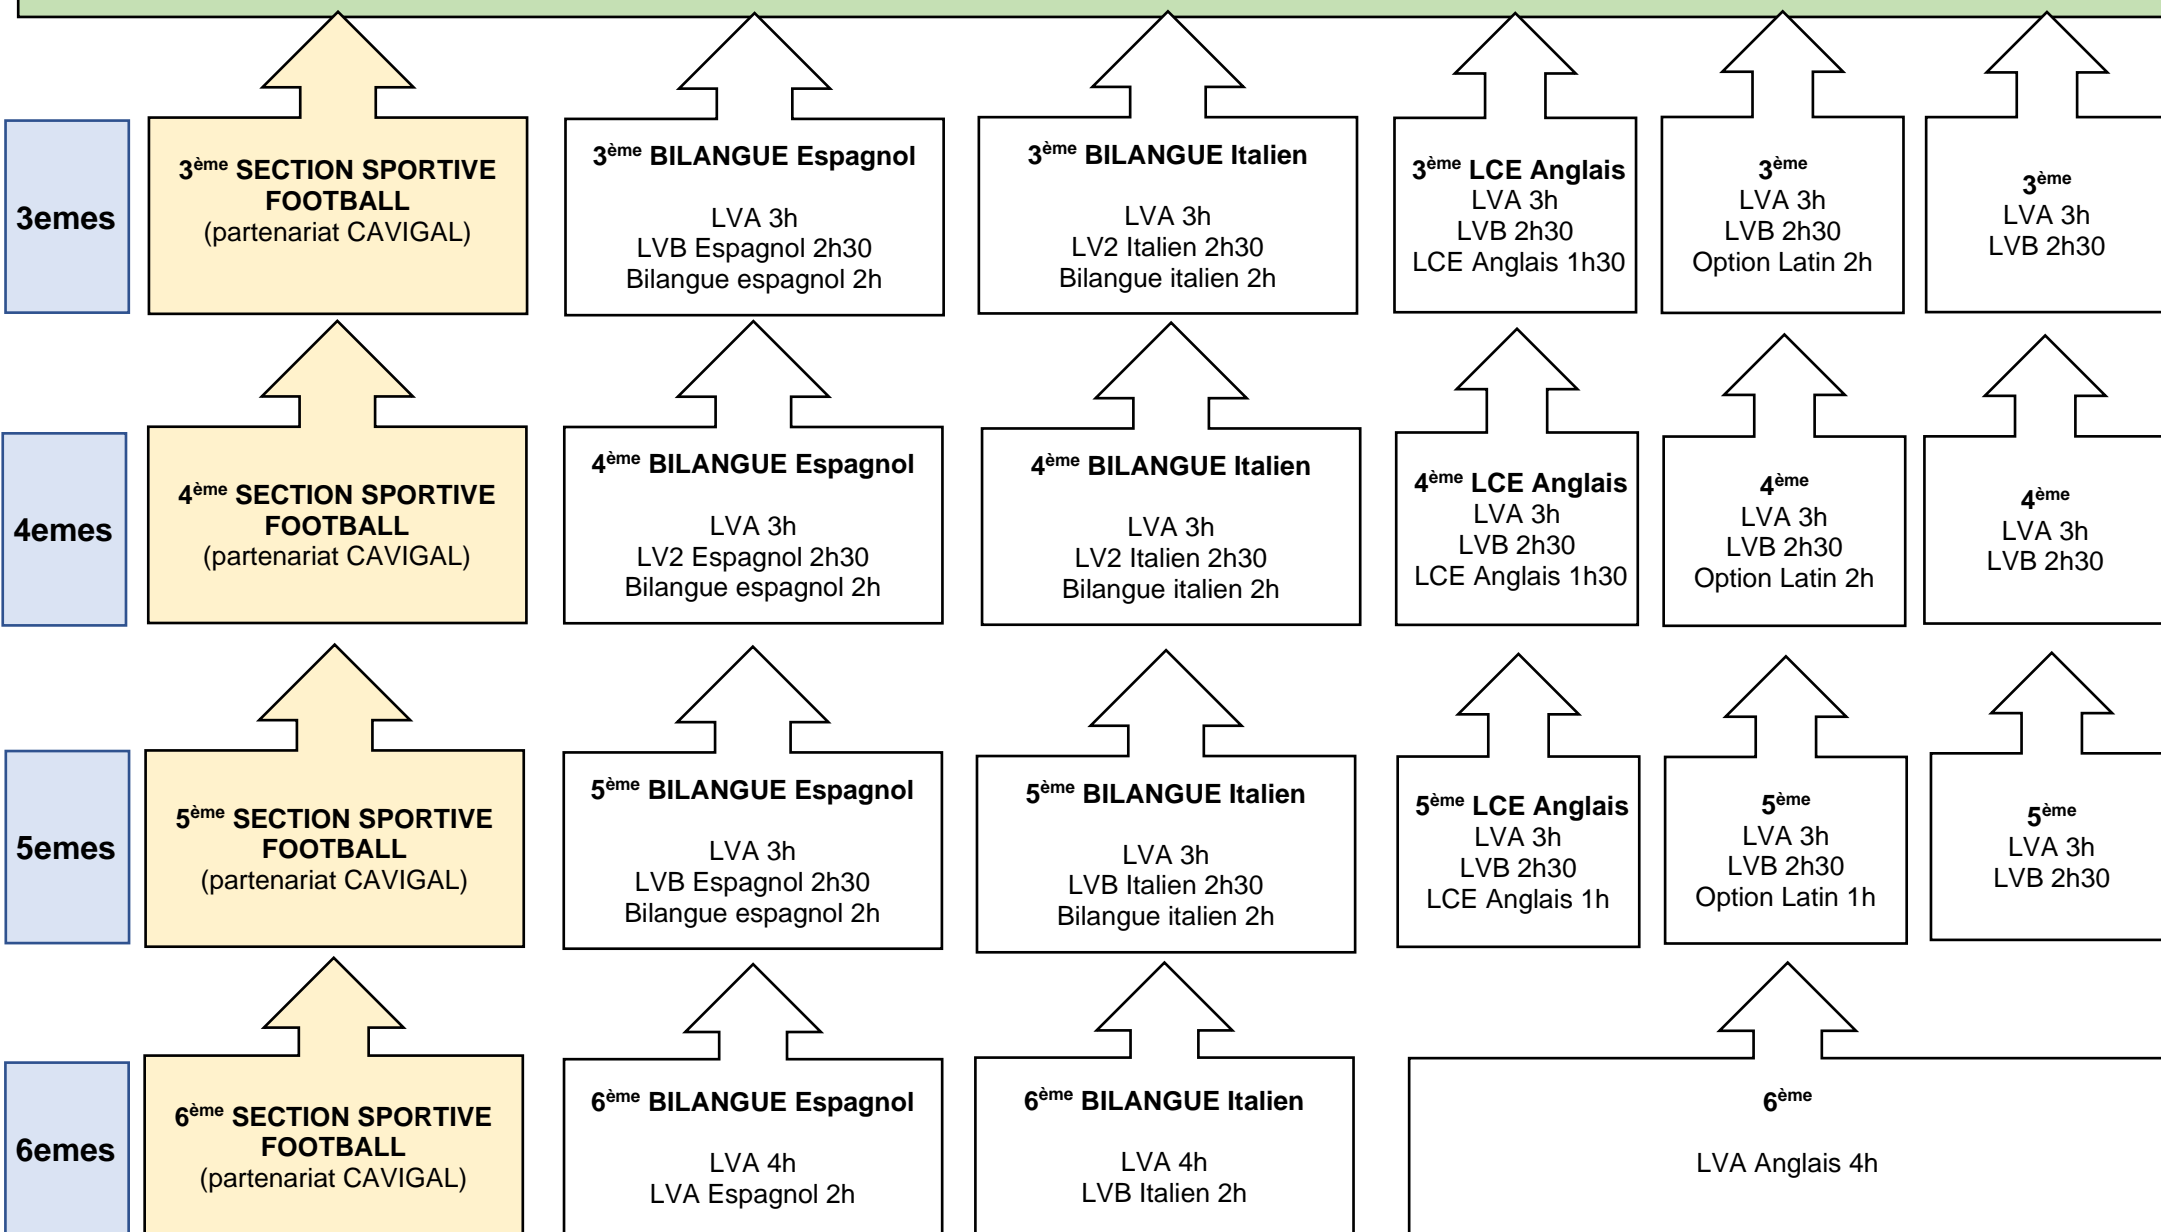 3emes
3ème SECTION SPORTIVE
FOOTBALL
(partenariat CAVIGAL)
3ème BILANGUE Espagnol
LVA 3h
LVB Espagnol 2h30
Bilangue espagnol 2h
3ème BILANGUE Italien
LVA 3h
LV2 Italien 2h30
Bilangue italien 2h
3ème LCE Anglais
LVA 3h
LVB 2h30
LCE Anglais 1h30
3ème
LVA 3h
LVB 2h30
Option Latin 2h
3ème
LVA 3h
LVB 2h30
4emes
4ème SECTION SPORTIVE
FOOTBALL
(partenariat CAVIGAL)
4ème BILANGUE Espagnol
LVA 3h
LV2 Espagnol 2h30
Bilangue espagnol 2h
4ème BILANGUE Italien
LVA 3h
LV2 Italien 2h30
Bilangue italien 2h
4ème LCE Anglais
LVA 3h
LVB 2h30
LCE Anglais 1h30
4ème
LVA 3h
LVB 2h30
Option Latin 2h
4ème
LVA 3h
LVB 2h30
5emes
5ème SECTION SPORTIVE
FOOTBALL
(partenariat CAVIGAL)
5ème BILANGUE Espagnol
LVA 3h
LVB Espagnol 2h30
Bilangue espagnol 2h
5ème BILANGUE Italien
LVA 3h
LVB Italien 2h30
Bilangue italien 2h
5ème LCE Anglais
LVA 3h
LVB 2h30
LCE Anglais 1h
5ème
LVA 3h
LVB 2h30
Option Latin 1h
5ème
LVA 3h
LVB 2h30
6emes
6ème SECTION SPORTIVE
FOOTBALL
(partenariat CAVIGAL)
6ème BILANGUE Espagnol
LVA 4h
LVA Espagnol 2h
6ème BILANGUE Italien
LVA 4h
LVB Italien 2h
6ème
LVA Anglais 4h